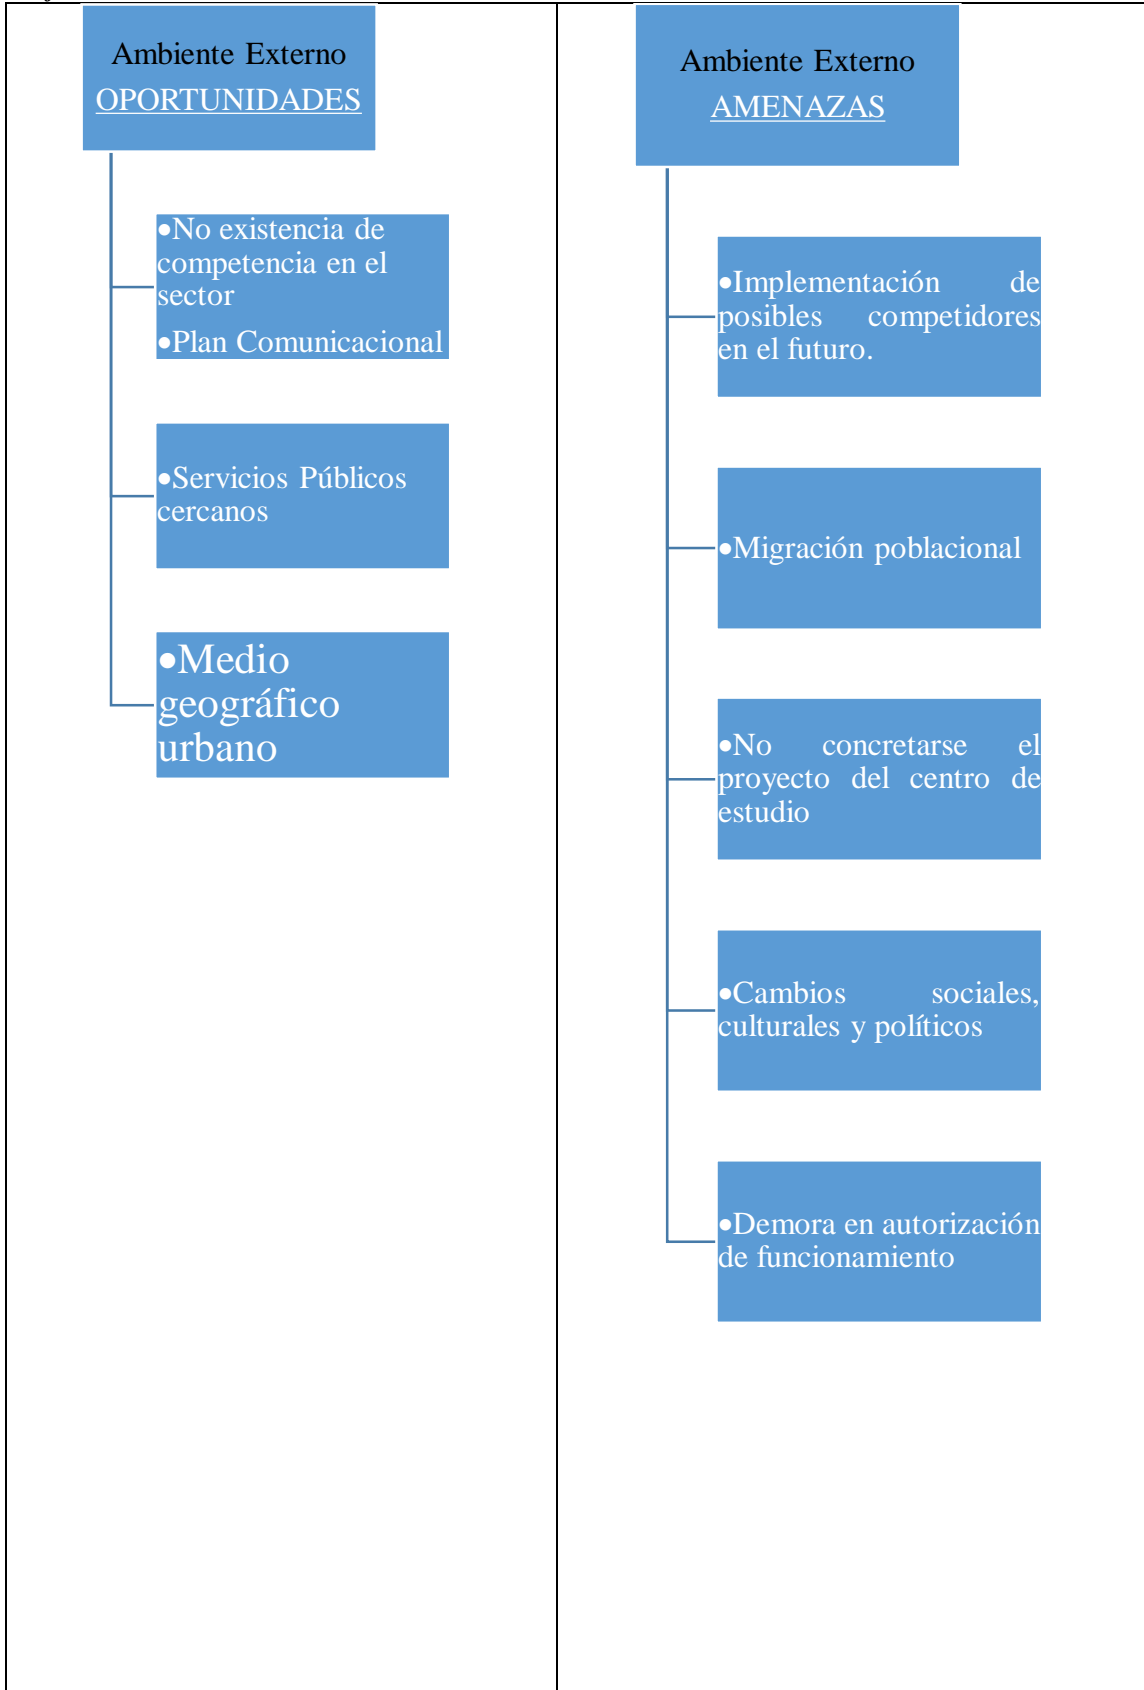 Ambiente Externo
OPORTUNIDADES
•No existencia de
competencia en el
sector
•Plan Comunicacional
•Servicios Públicos
cercanos
•Medio
geográfico
urbano
Ambiente Externo
AMENAZAS
•Implementación de
posibles competidores
en el futuro.
•Migración poblacional
•No concretarse el
proyecto del centro de
estudio
•Cambios sociales,
culturales y políticos
•Demora en autorización
de funcionamiento